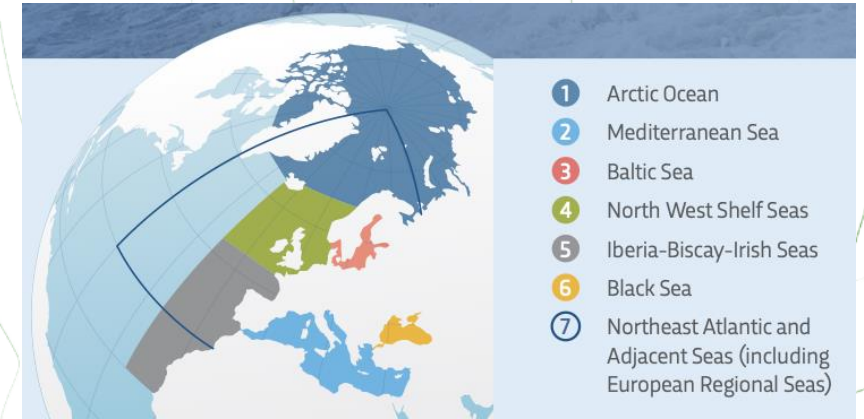 1 Arctic Ocean
2 Mediterranean Sea
3 Baltic Sea
4 North West Shelf Seas
5 Iberia-Biscay-Irish Seas
6 Black Sea
7 Northeast Atlantic and
Adjacent Seas (including
European Regional Seas)